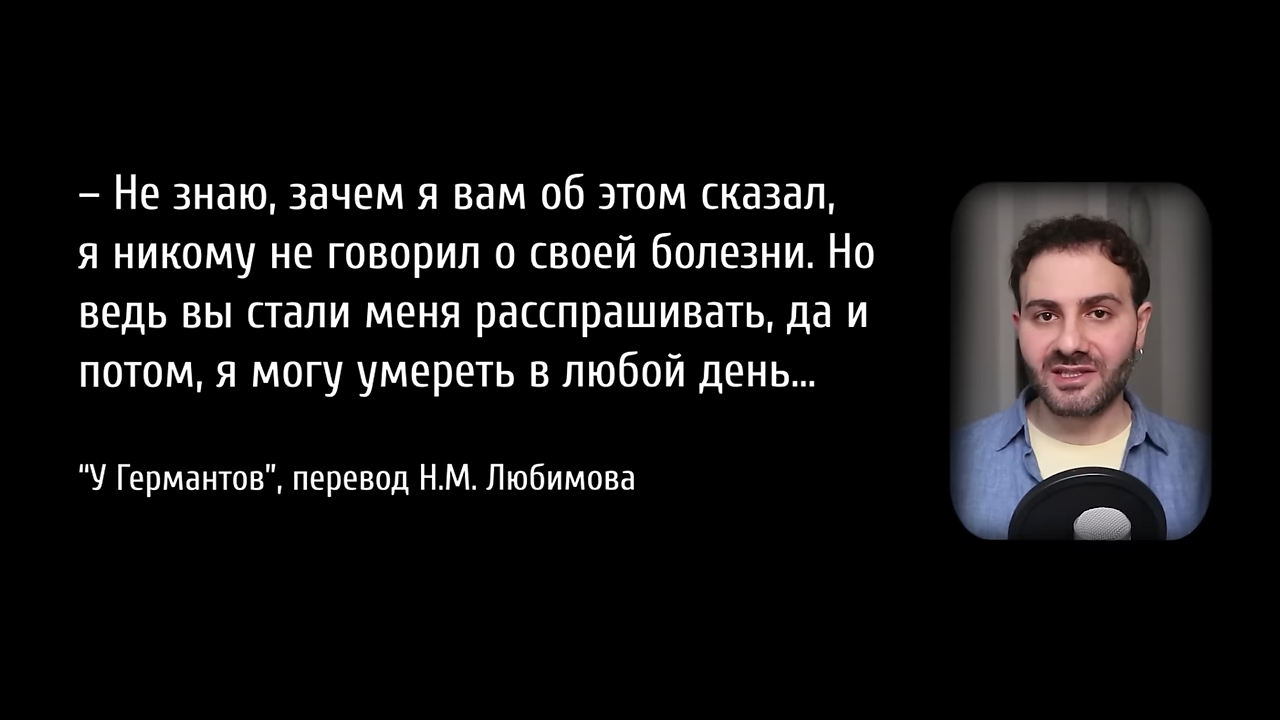 – Не знаю, зачем я вам об этом сказал,
я никому не говорил о своей болезни. Но
ведь вы стали меня расспрашивать, да и
потом, я могу умереть в любой день...
“У Германтов”, перевод Н.М. Любимова